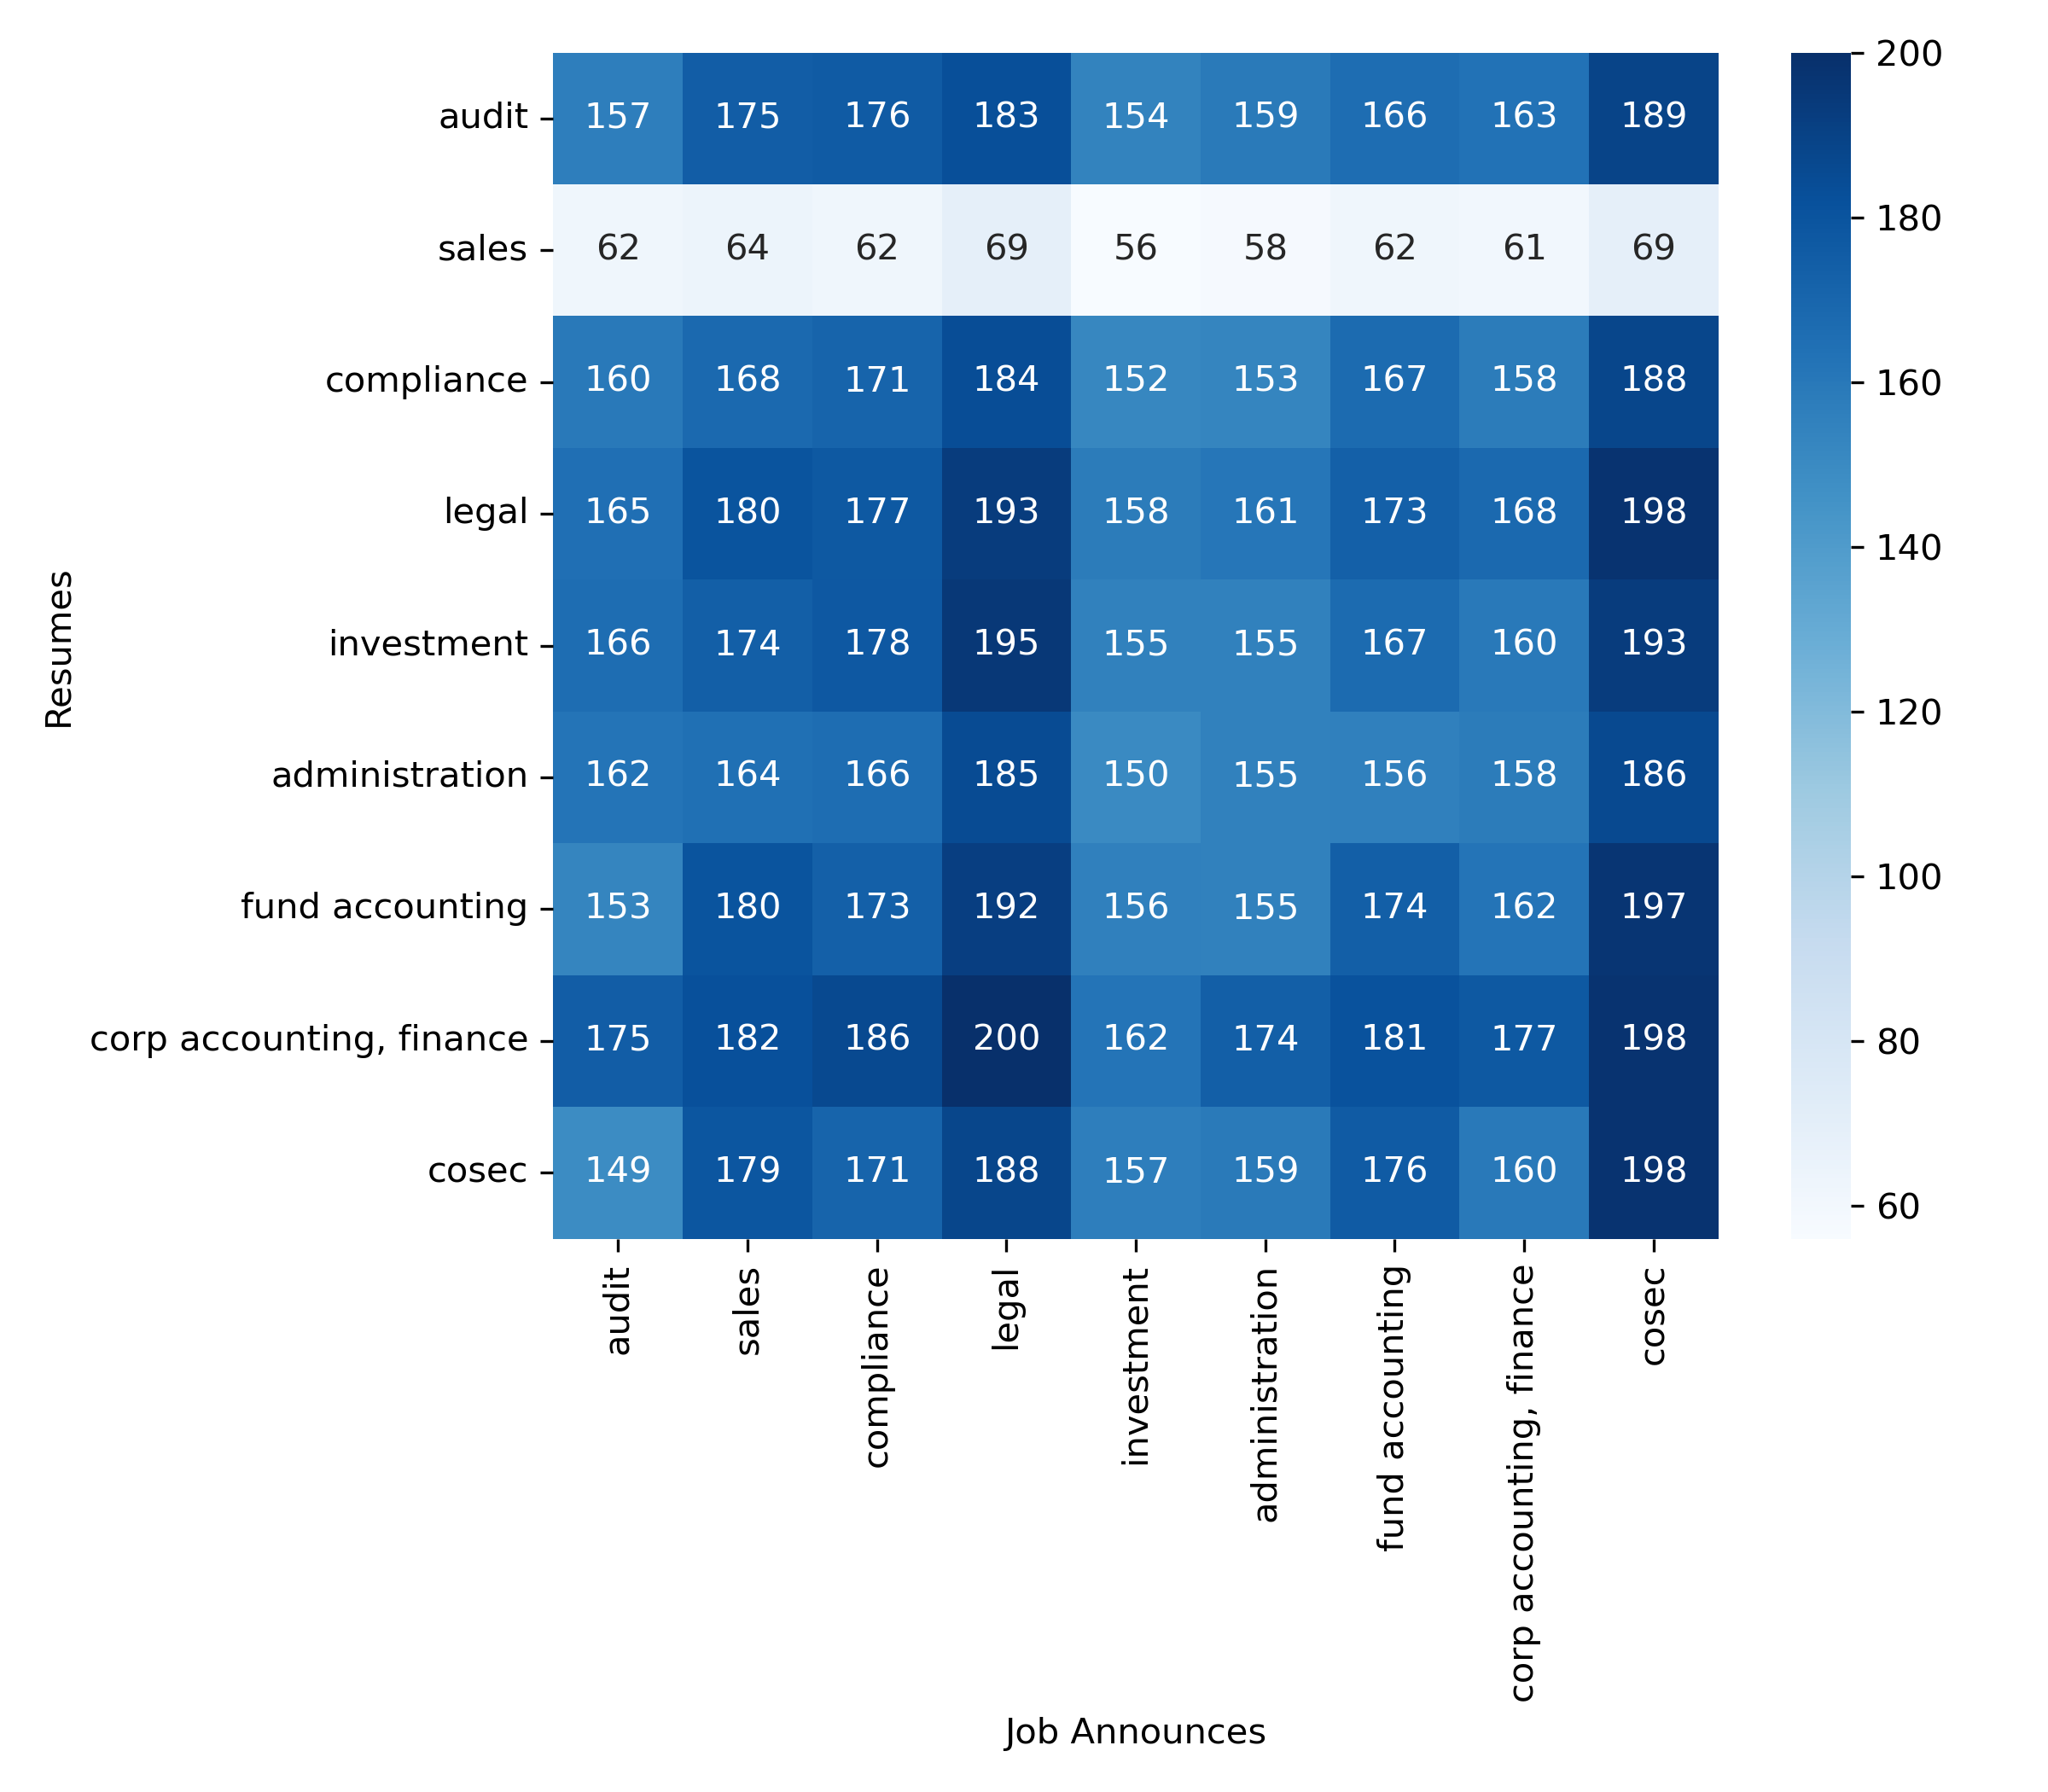 audit 157 175 176 183 154 159 166 163 189
sales 62 64 62 69 56 58 62 61 69
compliance 160 168 171 184 152 153 167 158 188
legal 165 180 177 193 158 161 173 168 198
investment 166 174 178 195 155 155 167 160 193
administration 162 164 166 185 150 155 156 158 186
fund accounting 153 180 173 192 156 155 174 162 197
corp accounting, finance 175 182 186 200 162 174 181 177 198
cosec 149 179 171 188 157 159 176 160 198
Resumes
audit
sales
compliance
legal
investment
administration
fund accounting
corp accounting, finance
cosec
Job Announces
200
180
160
140
120
100
80
60